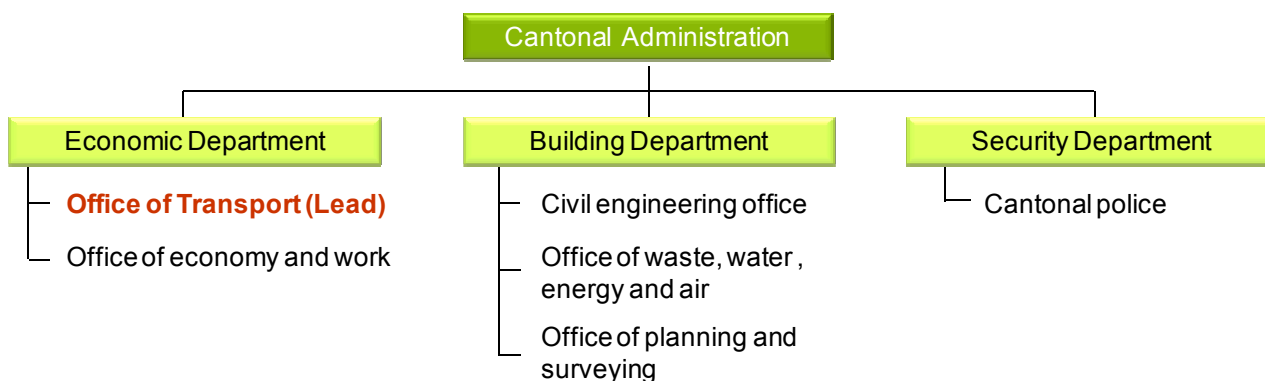 Cantonal Administration
Economic Department
Office of Transport (Lead)
Office of economy and work
Building Department
Civil engineering office
Office of waste, water ,
energy and air
Office of planning and
surveying
Security Department
Cantonal police